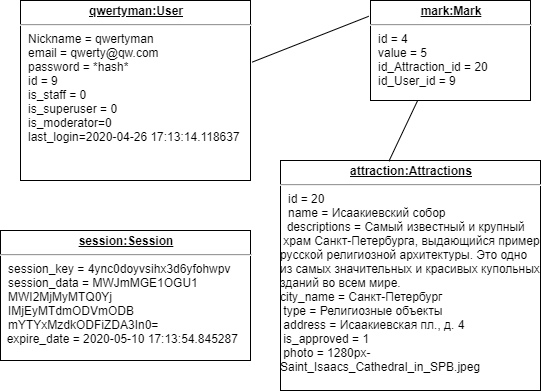 qwertyman:User
Nickname = qwertyman
email = qwerty@qw.com
password = *hash*
id = 9
is_staff = 0
is_superuser = 0
is_moderator=0
last_login=2020-04-26 17:13:14.118637
mark:Mark
id = 4
value = 5
id_Attraction_id = 20
id_User_id = 9
attraction:Attractions
id = 20
name = Исаакиевский собор
descriptions = Самый известный и крупный
храм Санкт-Петербурга, выдающийся пример
русской религиозной архитектуры. Это одно
из самых значительных и красивых купольных
зданий во всем мире.
city_name = Санкт-Петербург
type = Религиозные объекты
address = Исаакиевская пл., д. 4
is_approved = 1
photo = 1280px-
Saint_Isaacs_Cathedral_in_SPB.jpeg
session:Session
session_key = 4ync0doyvsihx3d6yfohwpv
session_data = MWJmMGE1OGU1
MWI2MjMyMTQ0Yj
IMjEyMTdmODVmODB
mYTYxMzdkODFiZDA3In0=
expire_date = 2020-05-10 17:13:54.845287